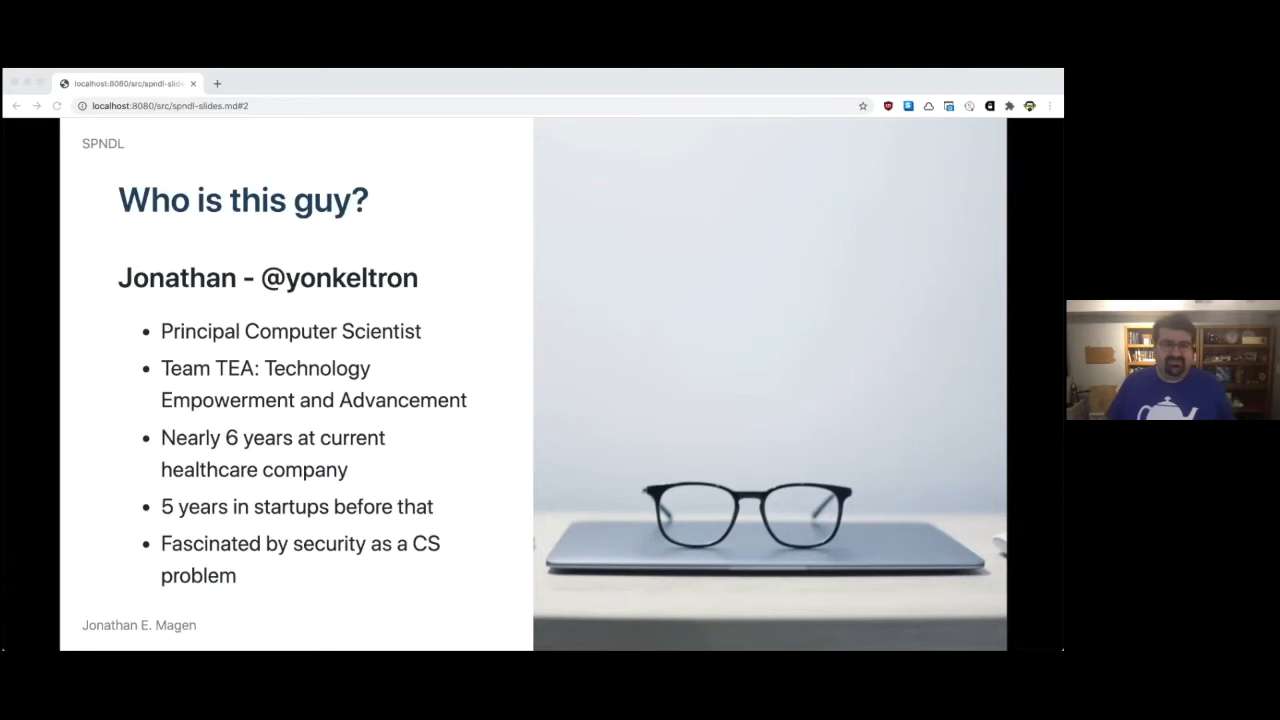 localhost:8080/src/spndl-slide
localhost:8080/src/spndl-slides.md#2
SPNDL
Who is this guy?
Jonathan - @yonkeltron
• Principal Computer Scientist
• Team TEA: Technology
Empowerment and Advancement
• Nearly 6 years at current
healthcare company
• 5 years in startups before that
• Fascinated by security as a CS
problem
Jonathan E. Magen